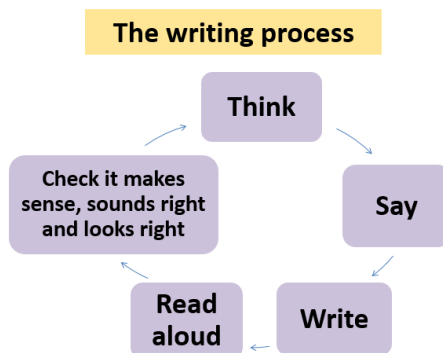 The writing process
Think
Say
Write
Read
aloud
Check it makes
sense, sounds right
and looks right